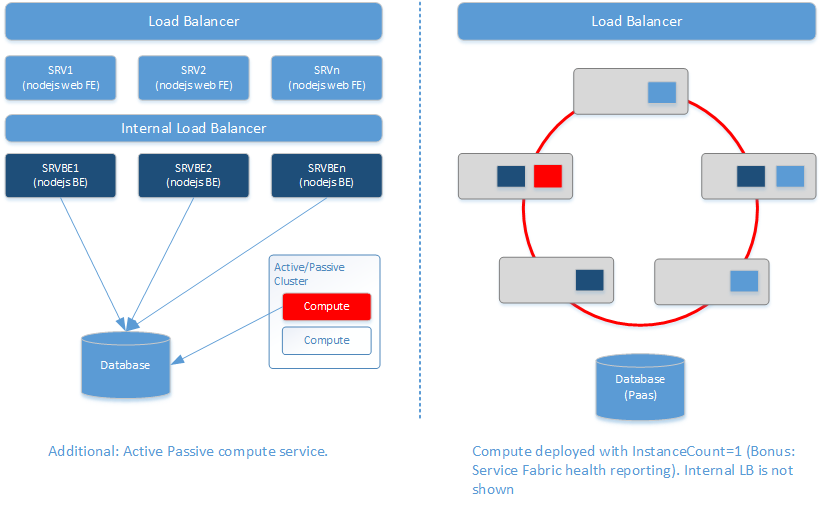 Load Balancer
SRV1
(nodejs web FE)
SRV2
(nodejs web FE)
SRVn
(nodejs web FE)
Internal Load Balancer
SRVBE1
(nodejs BE)
SRVBE2
(nodejs BE)
SRVBEn
(nodejs BE)
Active/Passive
Cluster
Compute
Compute
Database
Additional: Active Passive compute service.
Load Balancer
Database
(Paas)
Compute deployed with InstanceCount=1 (Bonus:
Service Fabric health reporting). Internal LB is not
shown